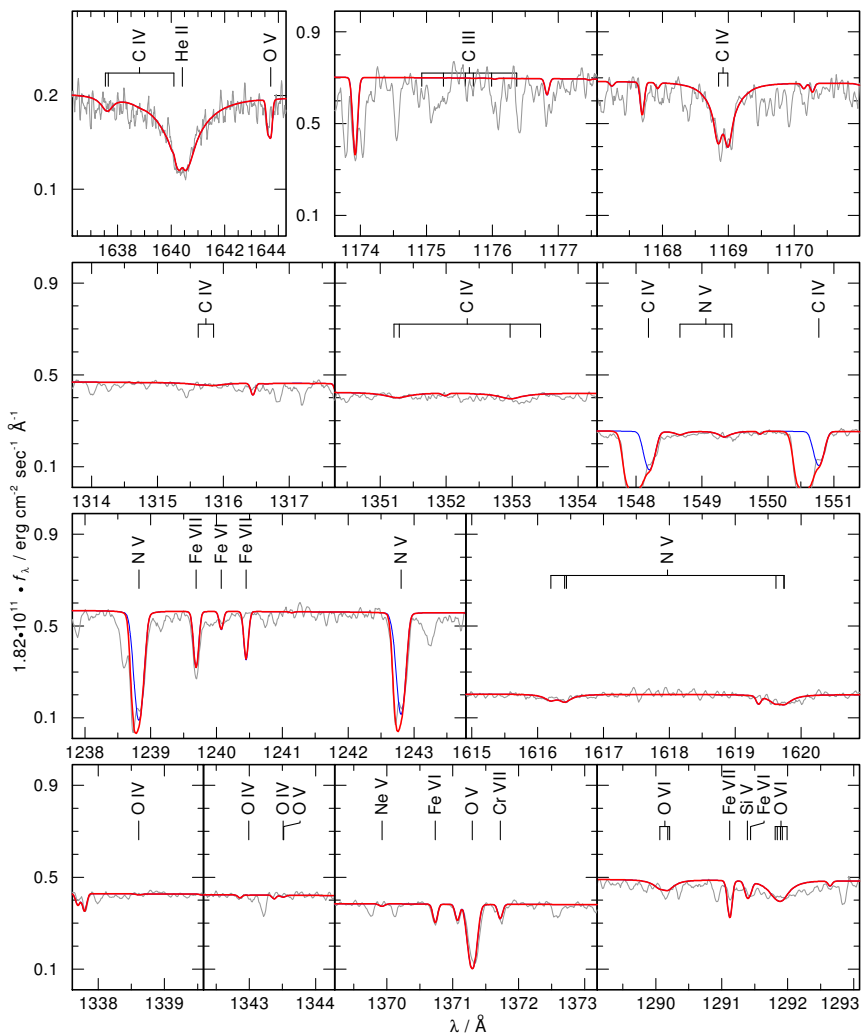 C IV
He II
O V
0.2
0.1
1638 1640 1642 1644
C III
0.9
0.5
0.1
1174 1175 1176 1177
C IV
1168 1169 1170
C IV
0.9
0.5
0.1
1314 1315 1316 1317
C IV
1351 1352 1353 1354
C IV
N V
C IV
1548 1549 1550 1551
1.82•10¹¹ • f_λ / erg cm⁻² sec⁻¹ Å⁻¹
N V
Fe VII
Fe VI
Fe VII
N V
0.9
0.5
0.1
1238 1239 1240 1241 1242 1243
N V
1615 1616 1617 1618 1619 1620
O IV
0.9
0.5
0.1
1338 1339
O IV
O IV
O V
1343 1344
Ne V
Fe VI
O V
Cr VII
1370 1371 1372 1373
O VI
Fe VII
Si V
Fe VI
O VI
1290 1291 1292 1293
λ / Å